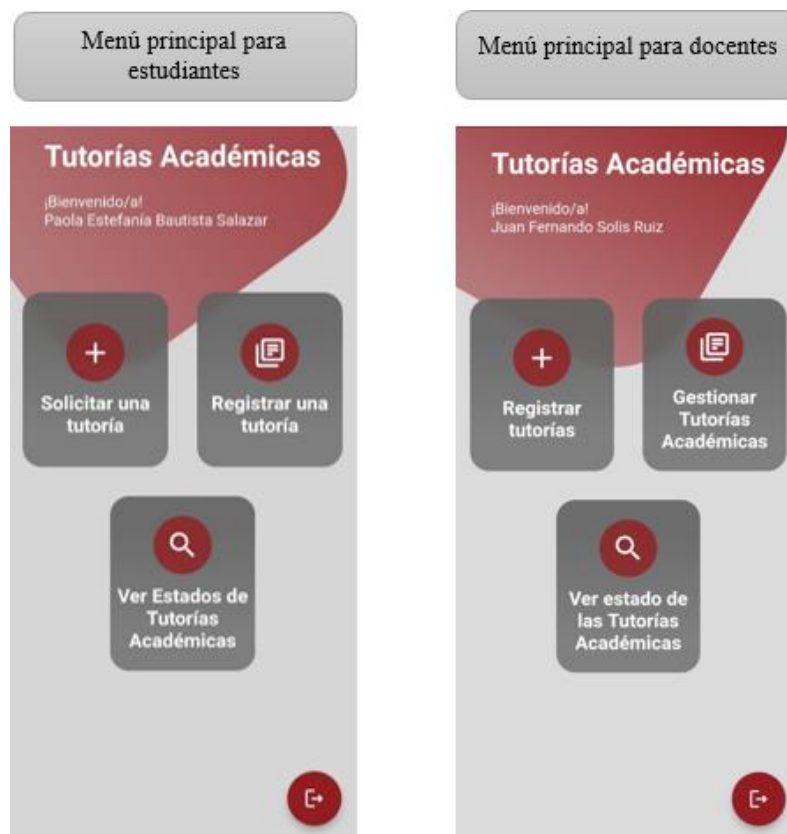 Menú principal para
estudiantes
Menú principal para docentes
Tutorías Académicas
¡Bienvenido/a!
Paola Estefanía Bautista Salazar
Solicitar una
tutoría
Registrar una
tutoría
Ver Estados de
Tutorías
Académicas
Tutorías Académicas
¡Bienvenido/a!
Juan Fernando Solis Ruiz
Registrar
tutorías
Gestionar
Tutorías
Académicas
Ver estado de
las Tutorías
Académicas